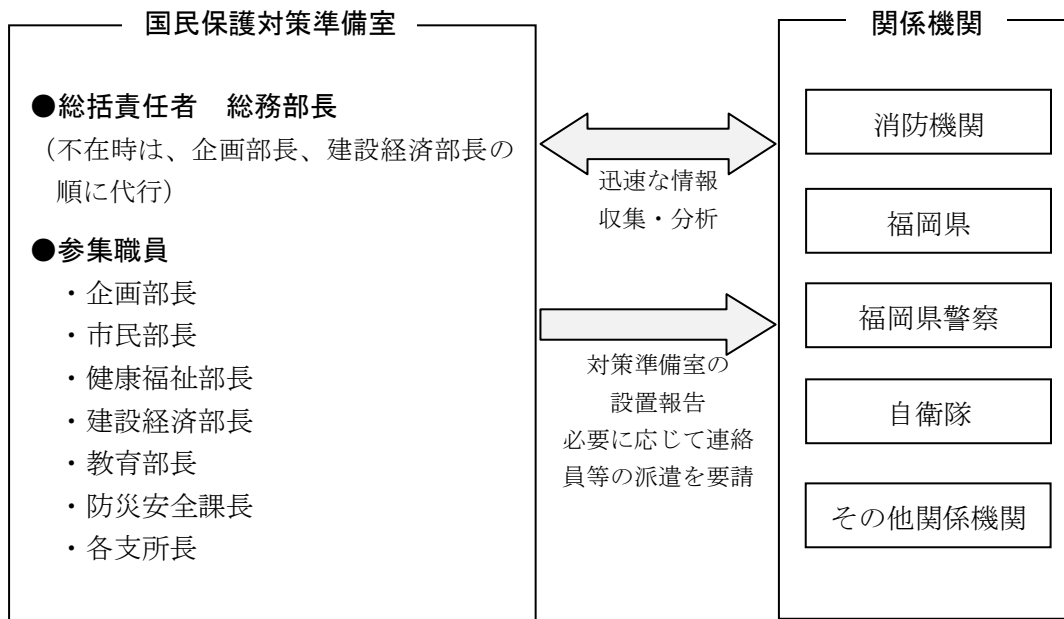 国民保護対策準備室
●総括責任者　総務部長
（不在時は、企画部長、建設経済部長の
順に代行）
●参集職員
・企画部長
・市民部長
・健康福祉部長
・建設経済部長
・教育部長
・防災安全課長
・各支所長
迅速な情報
収集・分析
対策準備室の
設置報告
必要に応じて連絡
員等の派遣を要請
関係機関
消防機関
福岡県
福岡県警察
自衛隊
その他関係機関